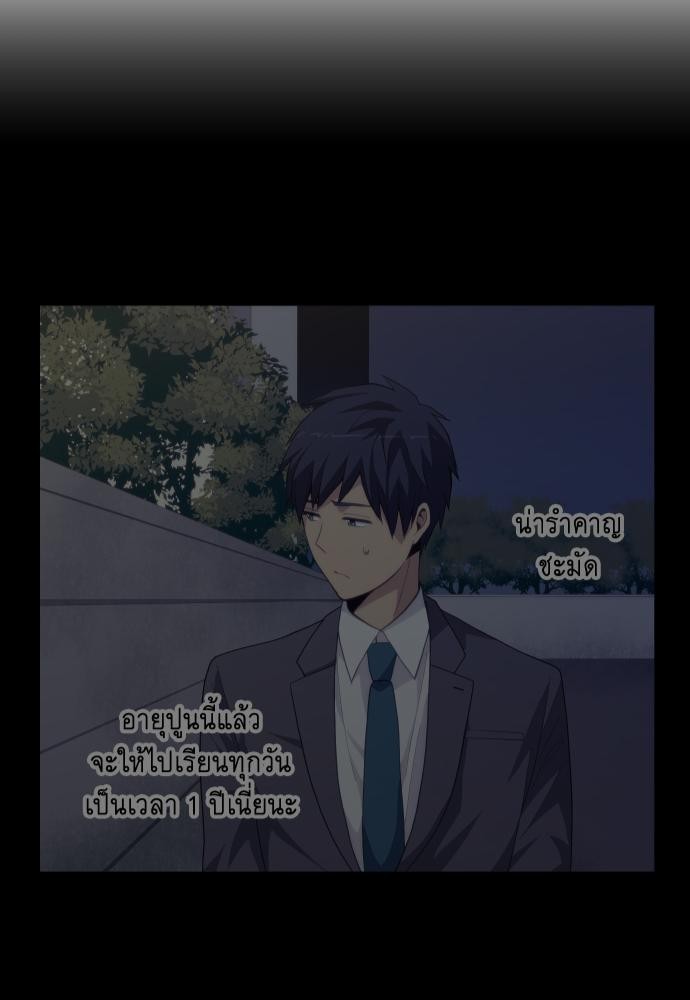 น่ารำคาญ
ชะมัด
อายุปูนนี้แล้ว
จะให้ไปเรียนทุกวัน
เป็นเวลา 1 ปีเนี่ยนะ